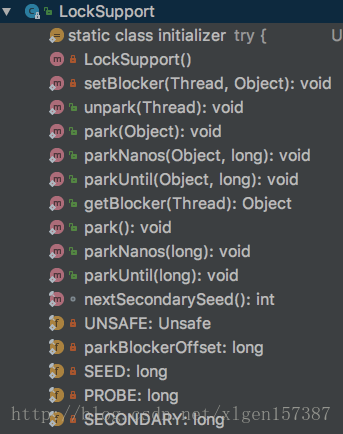 LockSupport
static class initializer try { U
LockSupport()
setBlocker(Thread, Object): void
unpark(Thread): void
park(Object): void
parkNanos(Object, long): void
parkUntil(Object, long): void
getBlocker(Thread): Object
park(): void
parkNanos(long): void
parkUntil(long): void
nextSecondarySeed(): int
UNSAFE: Unsafe
parkBlockerOffset: long
SEED: long
PROBE: long
SECONDARY: long
http://blog.csdn.net/xlgen157387